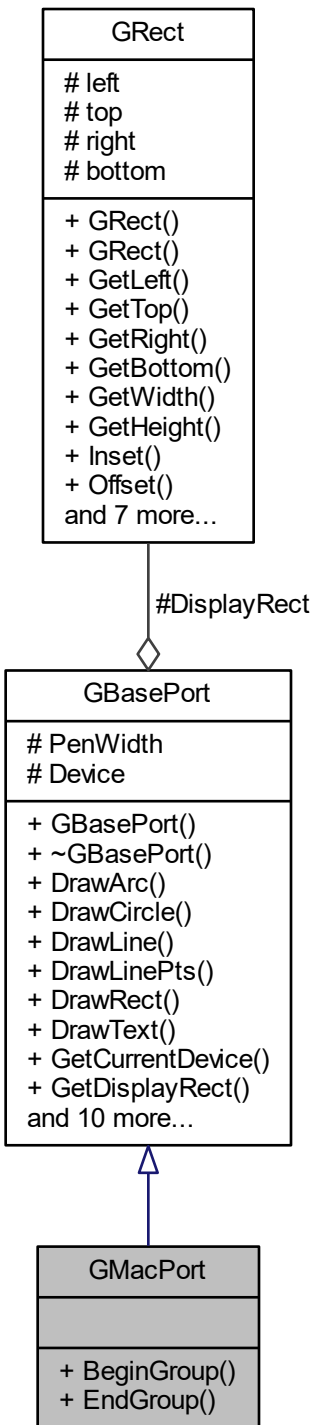 GRect
# left
# top
# right
# bottom
+ GRect()
+ GRect()
+ GetLeft()
+ GetTop()
+ GetRight()
+ GetBottom()
+ GetWidth()
+ GetHeight()
+ Inset()
+ Offset()
and 7 more...
#DisplayRect
GBasePort
# PenWidth
# Device
+ GBasePort()
+ ~GBasePort()
+ DrawArc()
+ DrawCircle()
+ DrawLine()
+ DrawLinePts()
+ DrawRect()
+ DrawText()
+ GetCurrentDevice()
+ GetDisplayRect()
and 10 more...
GMacPort
+ BeginGroup()
+ EndGroup()